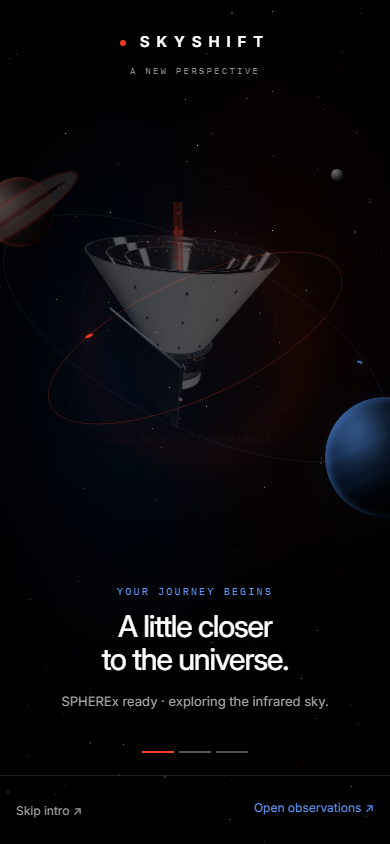 SKYSHIFT
A NEW PERSPECTIVE
ILLUSTRATIVE
YOUR JOURNEY BEGINS
A little closer
to the universe.
SPHEREx ready · exploring the infrared sky.
Skip intro ↗
Open observations ↗